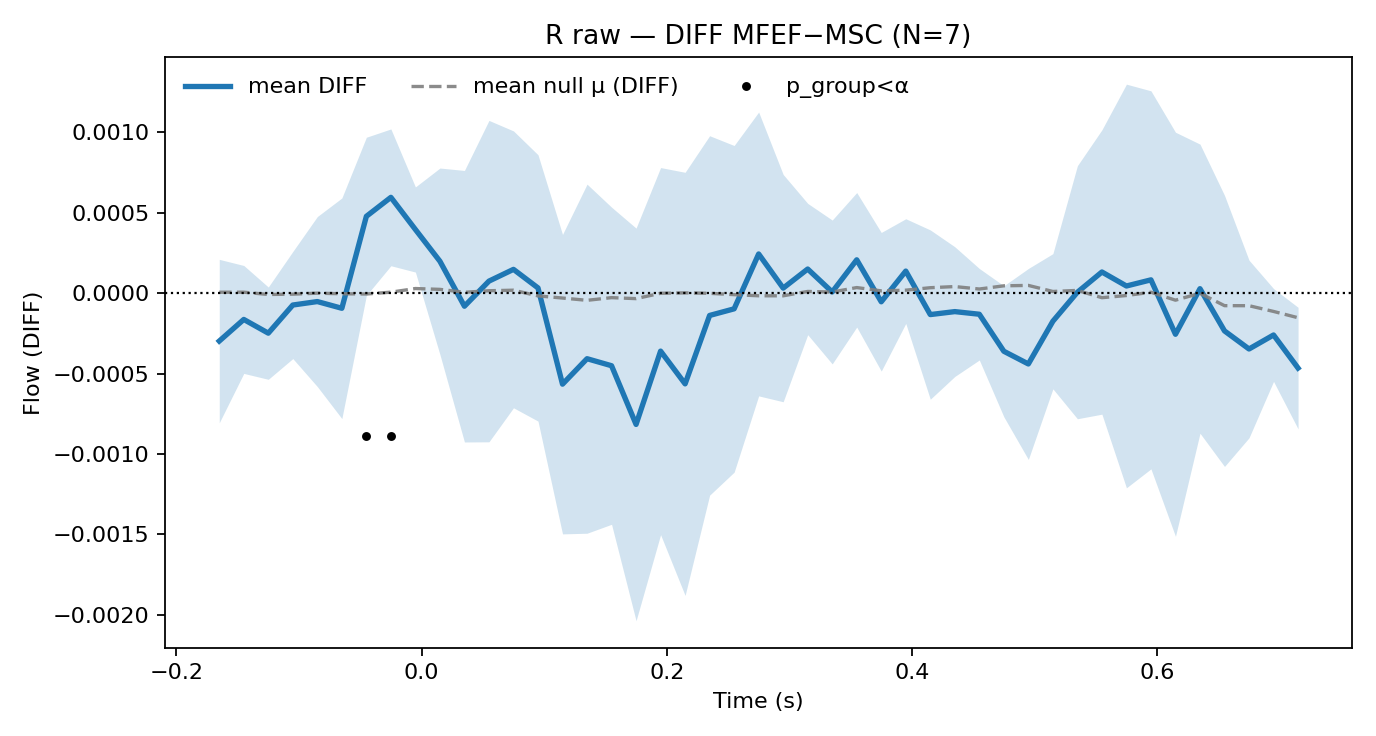 R raw — DIFF MFEF−MSC (N=7)
mean DIFF mean null μ (DIFF) p_group<α
0.0010
0.0005
0.0000
−0.0005
−0.0010
−0.0015
−0.0020
Flow (DIFF)
−0.2 0.0 0.2 0.4 0.6
Time (s)